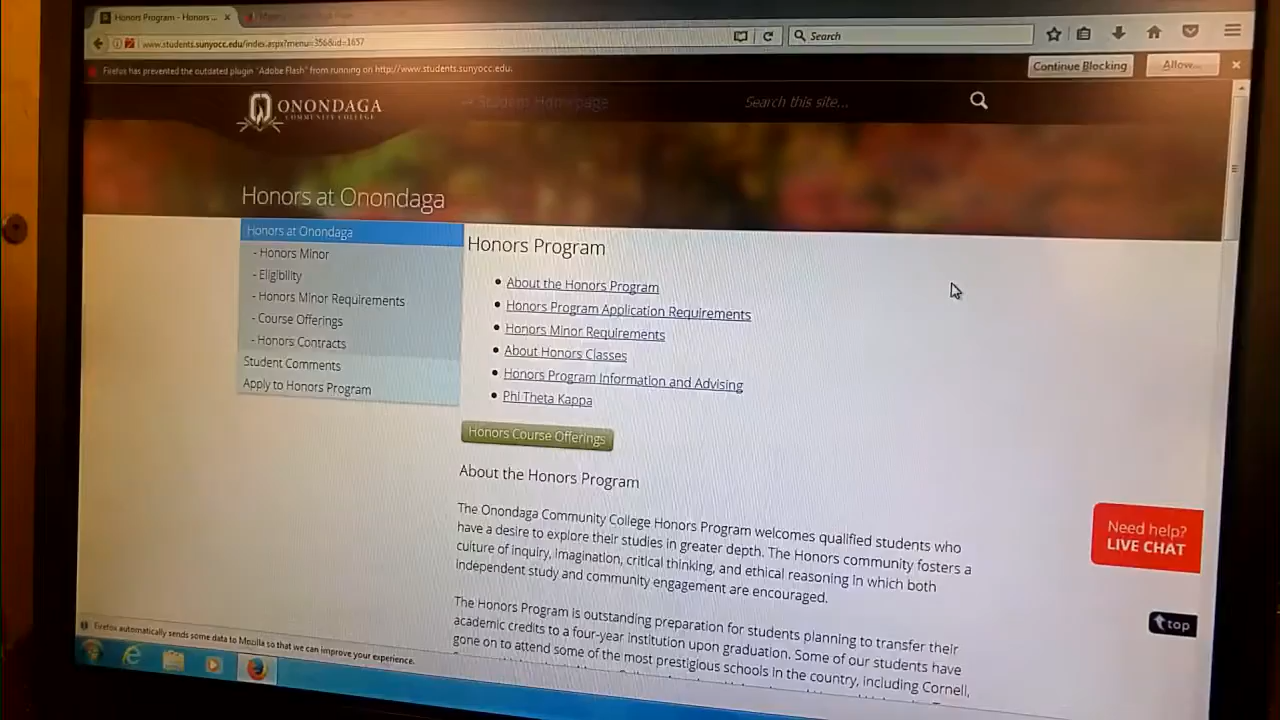 Honors Program - Honors ...
www.students.sunyocc.edu/index.aspx?menu=356&id=1657
Search
Firefox has prevented the outdated plugin "Adobe Flash" from running on http://www.students.sunyocc.edu.
Continue Blocking
Allow...
ONONDAGA
COMMUNITY COLLEGE
Student Homepage
Search this site...
Honors at Onondaga
Honors at Onondaga
- Honors Minor
- Eligibility
- Honors Minor Requirements
- Course Offerings
- Honors Contracts
Student Comments
Apply to Honors Program
Honors Program
• About the Honors Program
• Honors Program Application Requirements
• Honors Minor Requirements
• About Honors Classes
• Honors Program Information and Advising
• Phi Theta Kappa
Honors Course Offerings
About the Honors Program
The Onondaga Community College Honors Program welcomes qualified students who
have a desire to explore their studies in greater depth. The Honors community fosters a
culture of inquiry, imagination, critical thinking, and ethical reasoning in which both
independent study and community engagement are encouraged.
The Honors Program is outstanding preparation for students planning to transfer their
academic credits to a four-year institution upon graduation. Some of our students have
gone on to attend some of the most prestigious schools in the country, including Cornell,
Need help?
LIVE CHAT
top
Firefox automatically sends some data to Mozilla so that we can improve your experience.